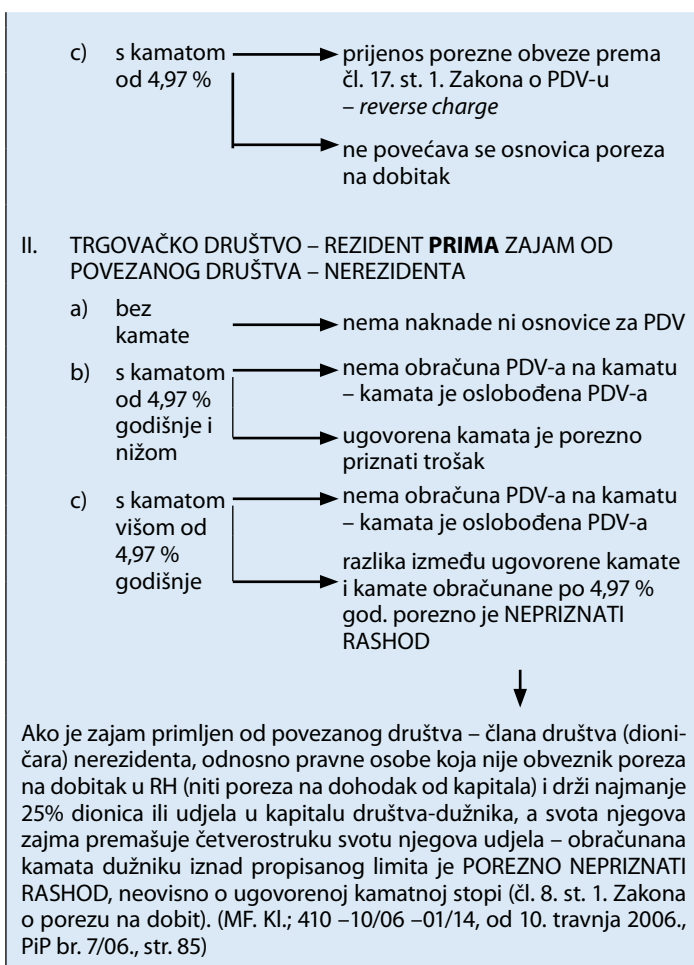 c) s kamatom od 4,97 %
prijenos porezne obveze prema
čl. 17. st. 1. Zakona o PDV-u
– reverse charge
ne povećava se osnovica poreza
na dobitak
II. TRGOVAČKO DRUŠTVO – REZIDENT PRIMA ZAJAM OD
POVEZANOG DRUŠTVA – NEREZIDENTA
a) bez
kamate
nema naknade ni osnovice za PDV
b) s kamatom
od 4,97 %
godišnje i
nižom
nema obračuna PDV-a na kamatu
– kamata je oslobođena PDV-a
ugovorena kamata je porezno
priznati trošak
c) s kamatom
višom od
4,97 %
godišnje
nema obračuna PDV-a na kamatu
– kamata je oslobođena PDV-a
razlika između ugovorene kamate
i kamate obračunane po 4,97 %
god. porezno je NEPRIZNATI
RASHOD
Ako je zajam primljen od povezanog društva – člana društva (dioni-
čara) nerezidenta, odnosno pravne osobe koja nije obveznik poreza
na dobitak u RH (niti poreza na dohodak od kapitala) i drži najmanje
25% dionica ili udjela u kapitalu društva-dužnika, a svota njegova
zajma premašuje četverostruku svotu njegova udjela – obračunana
kamata dužniku iznad propisanog limita je POREZNO NEPRIZNATI
RASHOD, neovisno o ugovorenoj kamatnoj stopi (čl. 8. st. 1. Zakona
o porezu na dobit). (MF. Kl.; 410 –10/06 –01/14, od 10. travnja 2006.,
PiP br. 7/06., str. 85)